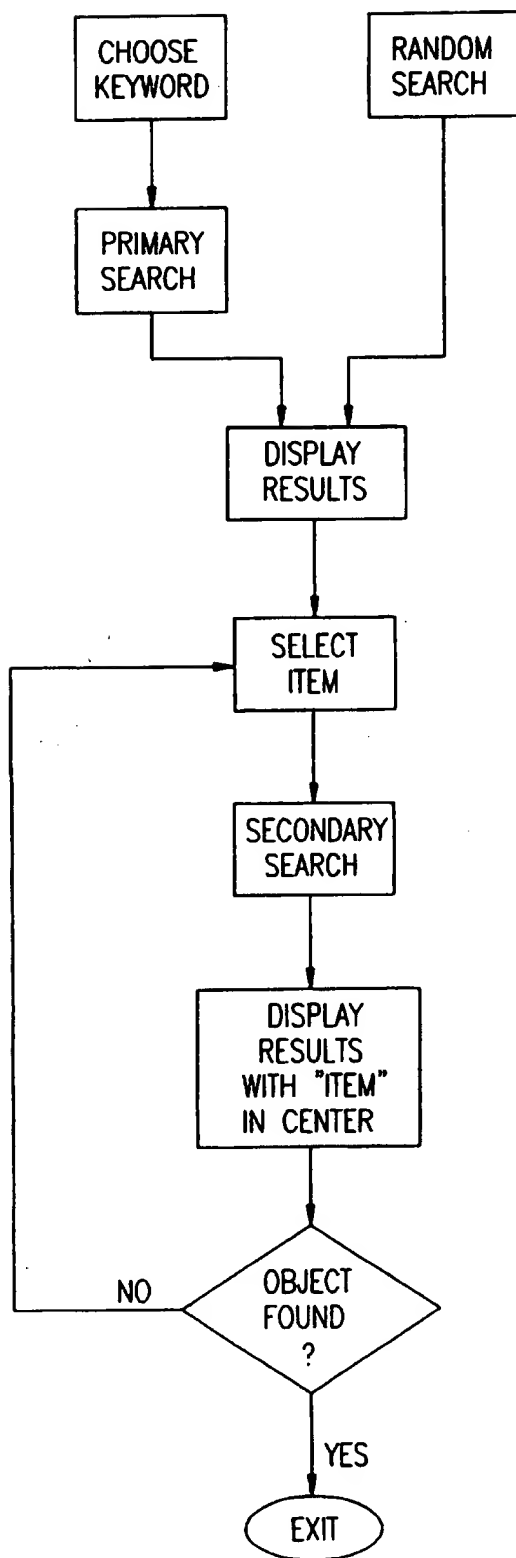 CHOOSE
KEYWORD
RANDOM
SEARCH
PRIMARY
SEARCH
DISPLAY
RESULTS
SELECT
ITEM
SECONDARY
SEARCH
DISPLAY
RESULTS
WITH "ITEM"
IN CENTER
NO
OBJECT
FOUND
?
YES
EXIT